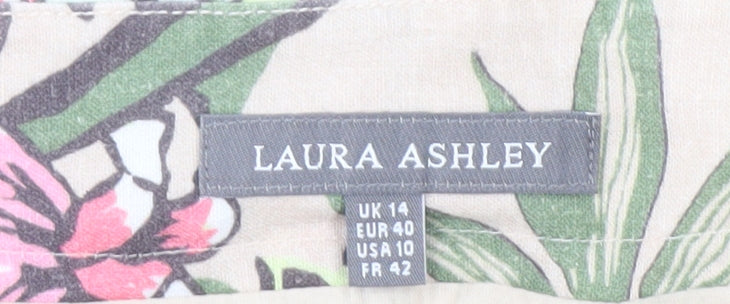 LAURA ASHLEY
UK 14
EUR 40
USA 10
FR 42